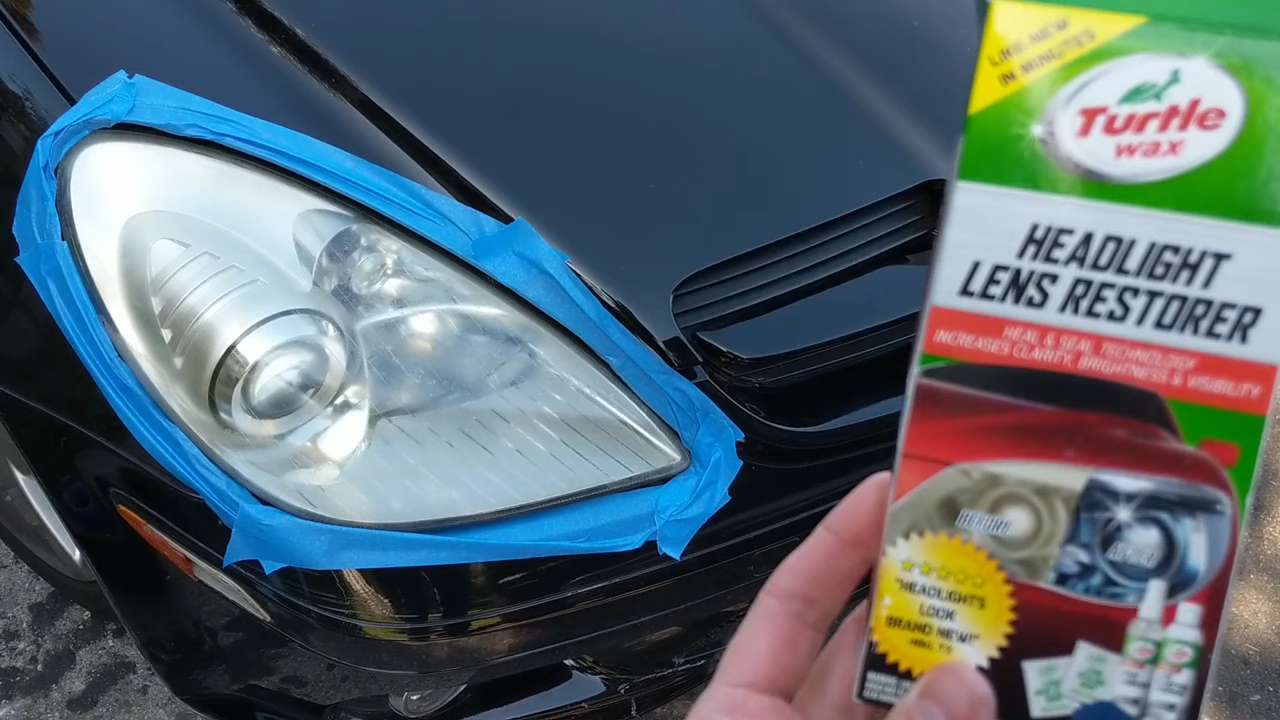 LIKE NEW
IN MINUTES
Turtle
wax
HEADLIGHT
LENS RESTORER
HEAL & SEAL TECHNOLOGY
INCREASES CLARITY, BRIGHTNESS & VISIBILITY
BEFORE
AFTER
"HEADLIGHTS
LOOK
BRAND NEW!"